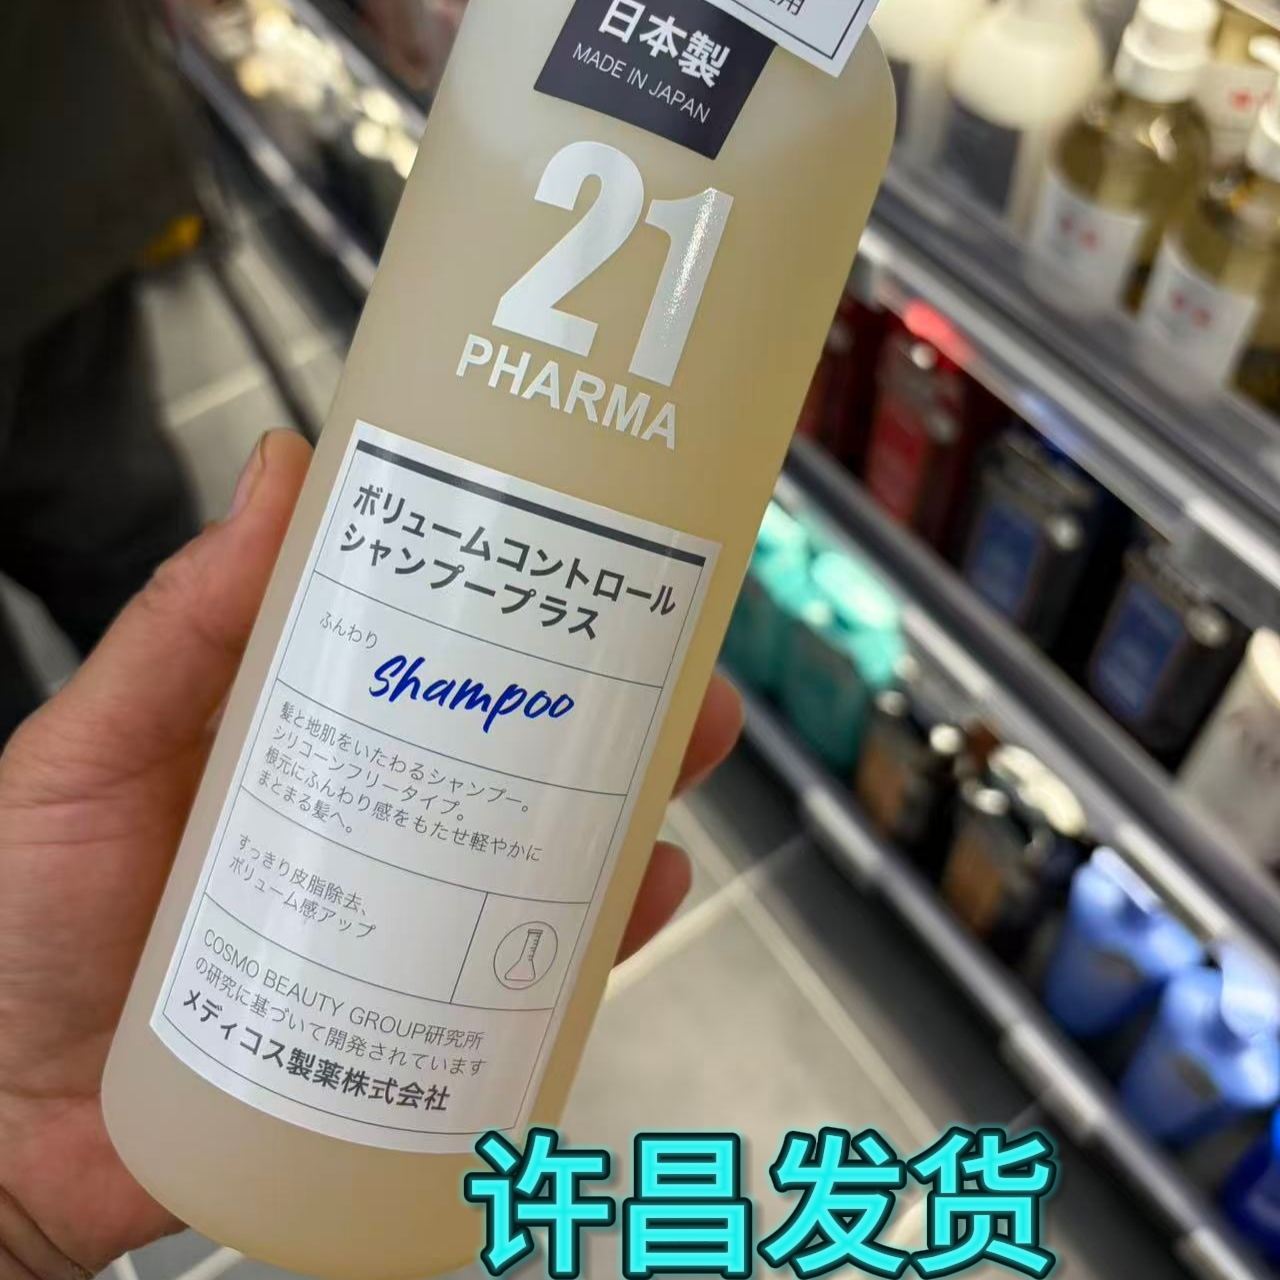 用
日本製
MADE IN JAPAN
21
PHARMA
ボリュームコントロール
シャンプープラス
ふんわり
Shampoo
髪と地肌をいたわるシャンプー。
シリコーンフリータイプ。
根元にふんわり感をもたせ軽やかに
まとまる髪へ。
すっきり皮脂除去、
ボリューム感アップ
COSMO BEAUTY GROUP研究所
の研究に基づいて開発されています
メディコス製薬株式会社
许昌发货